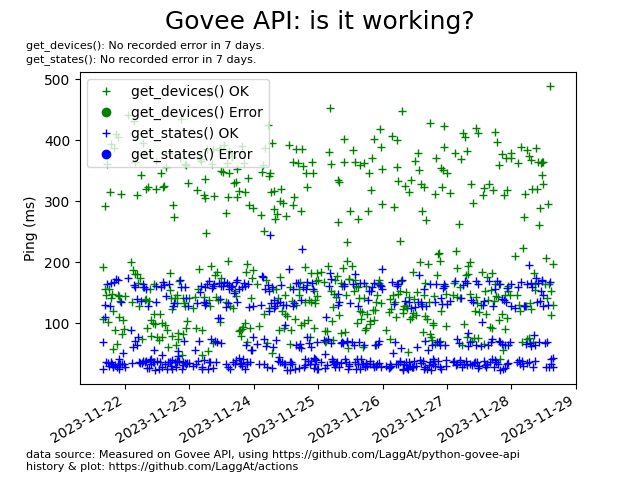 Govee API: is it working?
get_devices(): No recorded error in 7 days.
get_states(): No recorded error in 7 days.
get_devices() OK
get_devices() Error
get_states() OK
get_states() Error
Ping (ms)
500
400
300
200
100
2023-11-22
2023-11-23
2023-11-24
2023-11-25
2023-11-26
2023-11-27
2023-11-28
2023-11-29
data source: Measured on Govee API, using https://github.com/LaggAt/python-govee-api
history & plot: https://github.com/LaggAt/actions